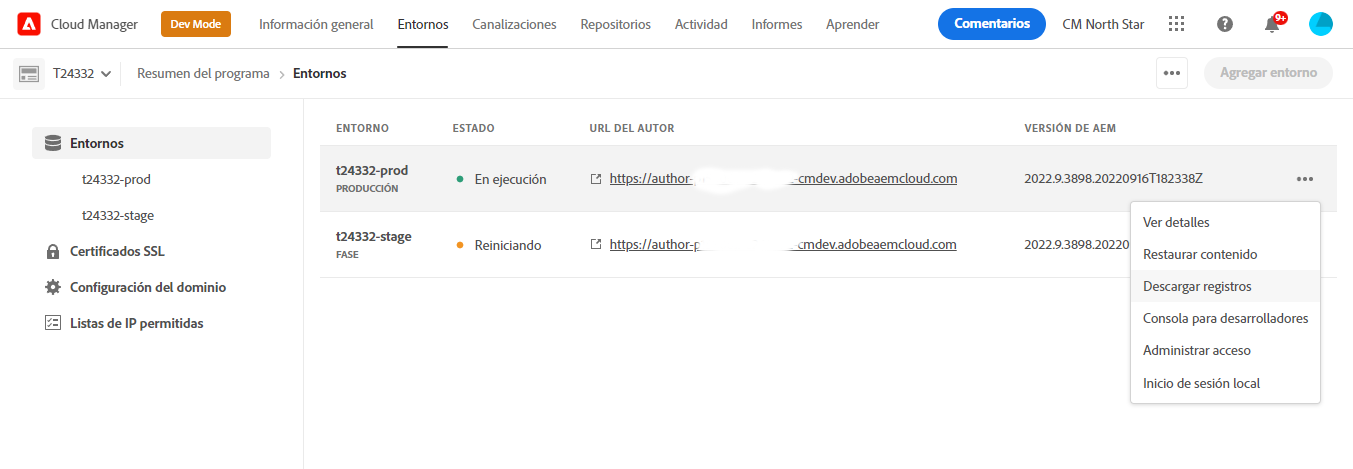 Cloud Manager
Dev Mode
Información general
Entornos
Canalizaciones
Repositorios
Actividad
Informes
Aprender
Comentarios
CM North Star
9+
T24332
Resumen del programa
Entornos
Agregar entorno
Entornos
t24332-prod
t24332-stage
Certificados SSL
Configuración del dominio
Listas de IP permitidas
ENTORNO ESTADO URL DEL AUTOR VERSIÓN DE AEM
t24332-prod
PRODUCCIÓN
En ejecución
https://author-p -cmdev.adobeaemcloud.com
2022.9.3898.20220916T182338Z
t24332-stage
FASE
Reiniciando
https://author-p -cmdev.adobeaemcloud.com
2022.9.3898.20220
Ver detalles
Restaurar contenido
Descargar registros
Consola para desarrolladores
Administrar acceso
Inicio de sesión local